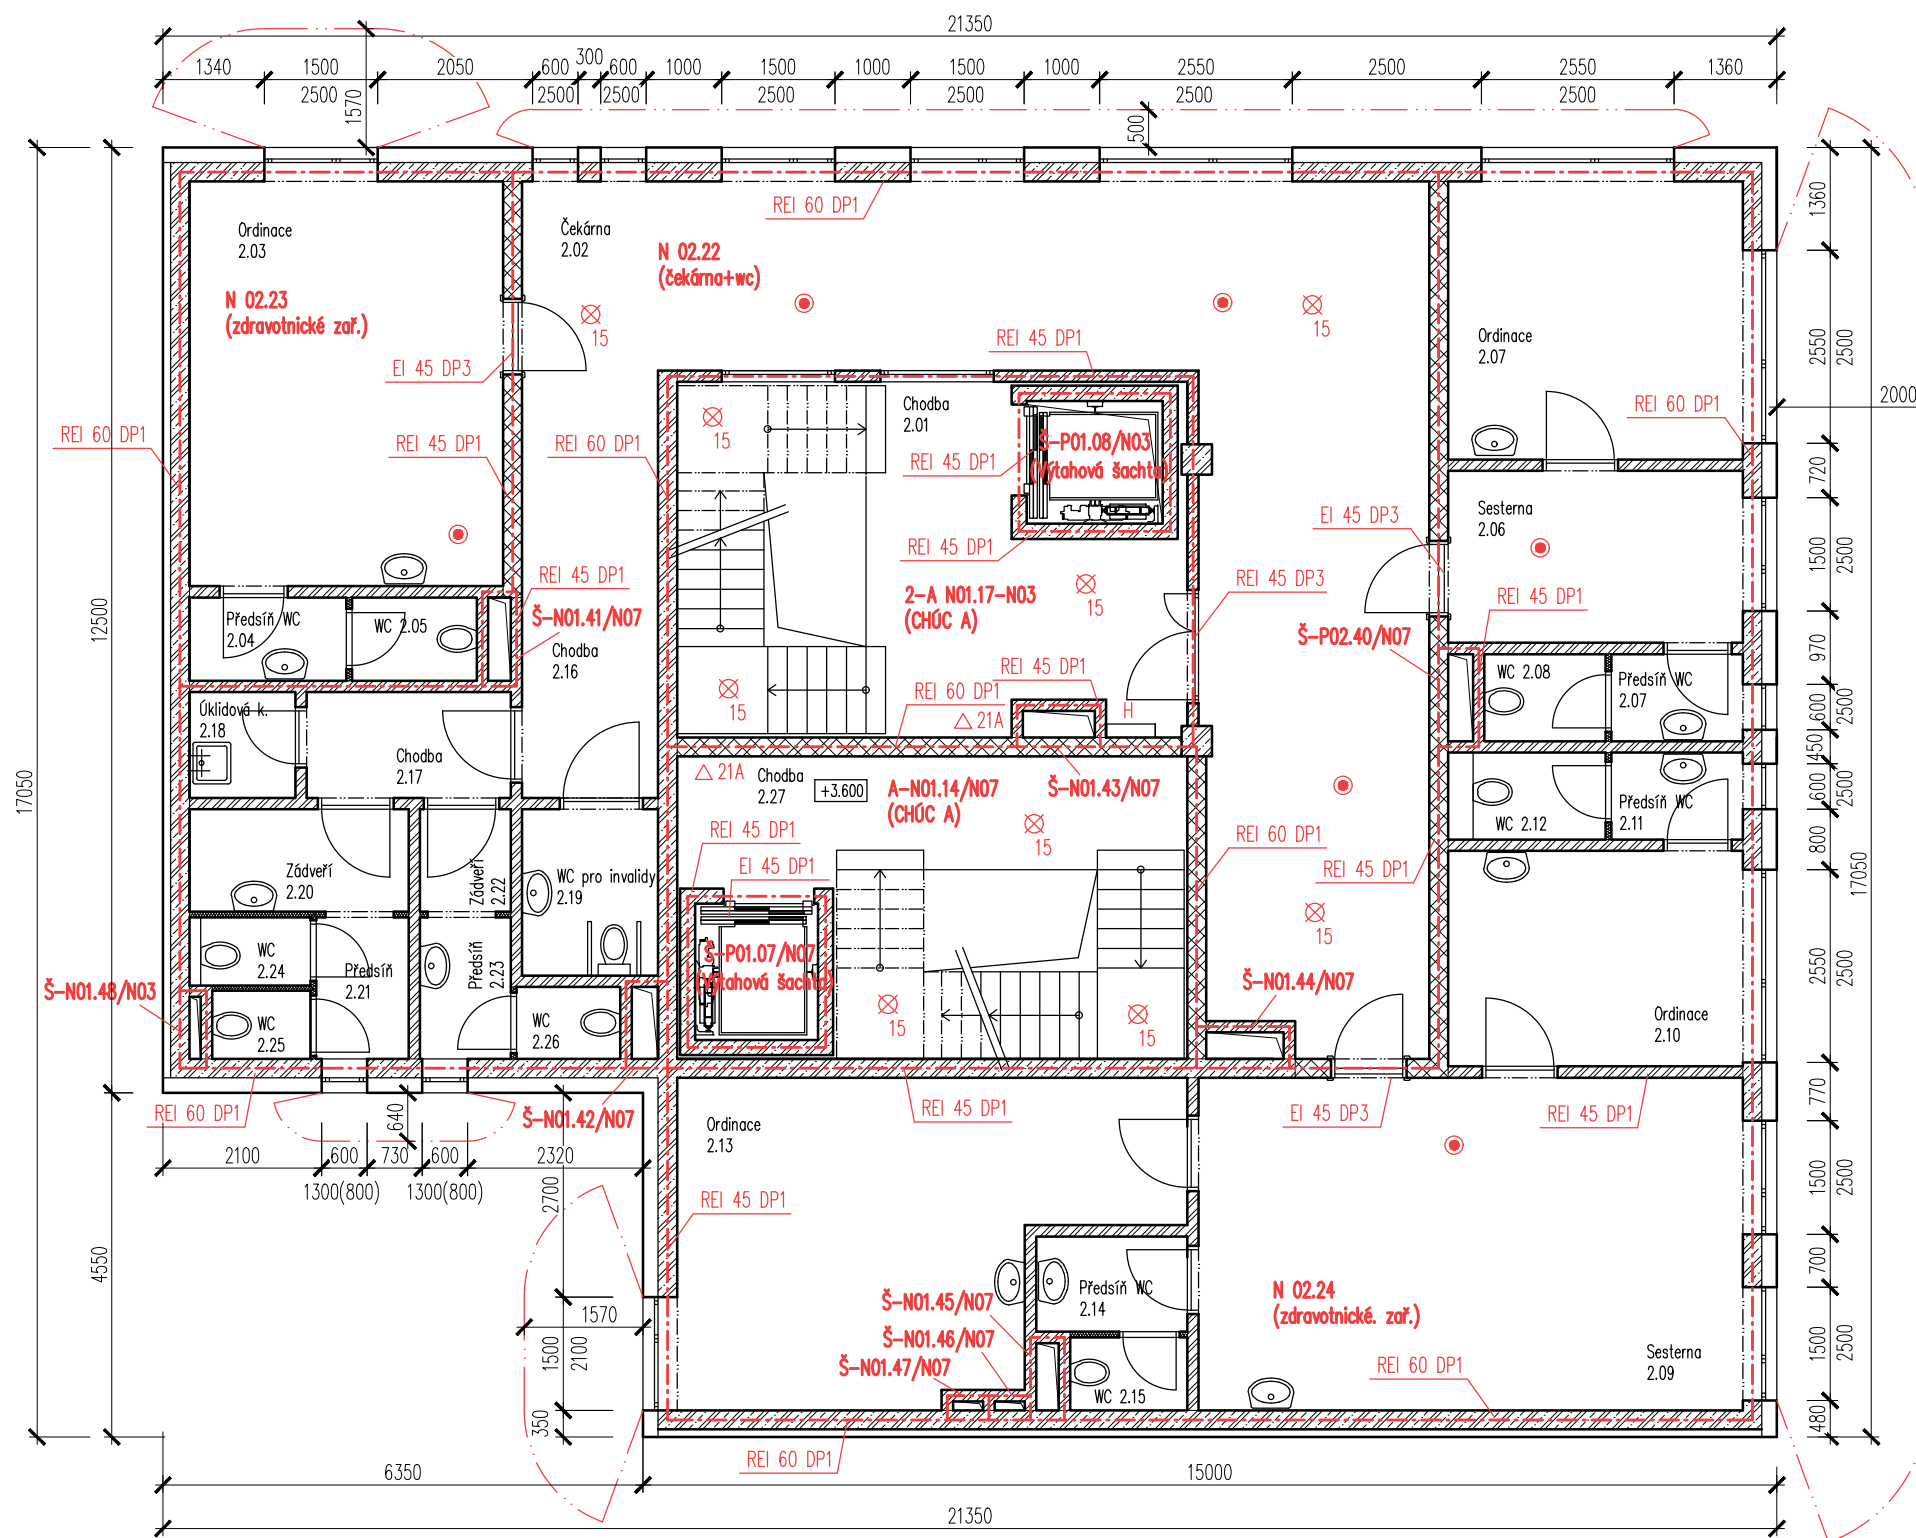 21350
1340
1500
2500
2050
600
2500
300
600
2500
1000
1500
2500
1000
1500
2500
1000
2550
2500
2500
2550
2500
1360
1570
500
REI 60 DP1
Ordinace
2.03
Čekárna
2.02
N 02.22
(čekárna+wc)
N 02.23
(zdravotnické zař.)
15
15
EI 45 DP3
REI 45 DP1
Ordinace
2.07
1360
2550
2500
2000
REI 60 DP1
REI 60 DP1
REI 45 DP1
REI 60 DP1
15
Chodba
2.01
REI 45 DP1
Š-P01.08/N03
(Výtahová šachta)
720
EI 45 DP3
Sesterna
2.06
1500
2500
REI 45 DP1
REI 45 DP1
REI 45 DP3
REI 45 DP1
2-A N01.17-N03
(CHÚC A)
15
12500
Předsíň WC
2.04
WC 2.05
Š-N01.41/N07
Chodba
2.16
Š-P02.40/N07
REI 45 DP1
REI 60 DP1
15
21A
H
WC 2.08
Předsíň WC
2.07
970
600
2500
450
Úklidová k.
2.18
Chodba
2.17
21A
Chodba
2.27
+3.600
A-N01.14/N07
(CHÚC A)
Š-N01.43/N07
17050
600
2500
Předsíň WC
2.11
WC 2.12
800
17050
REI 45 DP1
EI 45 DP1
15
REI 60 DP1
REI 45 DP1
Zádveří
2.20
Zádveří
2.22
WC pro invalidy
2.19
15
WC
2.24
Předsíň
2.21
Předsíň
2.23
Š-P01.07/N07
(Výtahová šachta)
Š-N01.44/N07
2550
2500
Š-N01.48/N03
WC
2.25
WC
2.26
15
15
Ordinace
2.10
REI 60 DP1
640
Š-N01.42/N07
REI 45 DP1
EI 45 DP3
REI 45 DP1
770
Ordinace
2.13
2100
600
1300(800)
730
600
1300(800)
2320
2700
REI 45 DP1
1500
2500
4550
700
Předsíň WC
2.14
N 02.24
(zdravotnické. zař.)
Š-N01.45/N07
Š-N01.46/N07
Š-N01.47/N07
1570
1500
2100
REI 60 DP1
Sesterna
2.09
1500
2500
WC 2.15
350
480
REI 60 DP1
6350
15000
21350